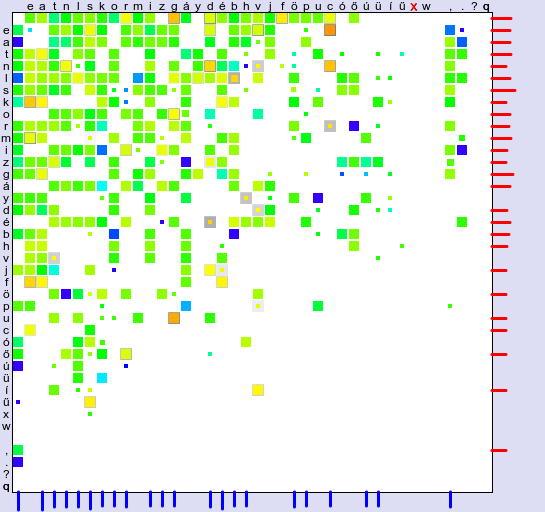 e a t n l s k o r m i z g á y d é b h v j f ö p u c ó ő ú ü í ű x w , . ? q
e
a
t
n
l
s
k
o
r
m
i
z
g
á
y
d
é
b
h
v
j
f
ö
p
u
c
ó
ő
ú
ü
í
ű
x
w
,
.
?
q